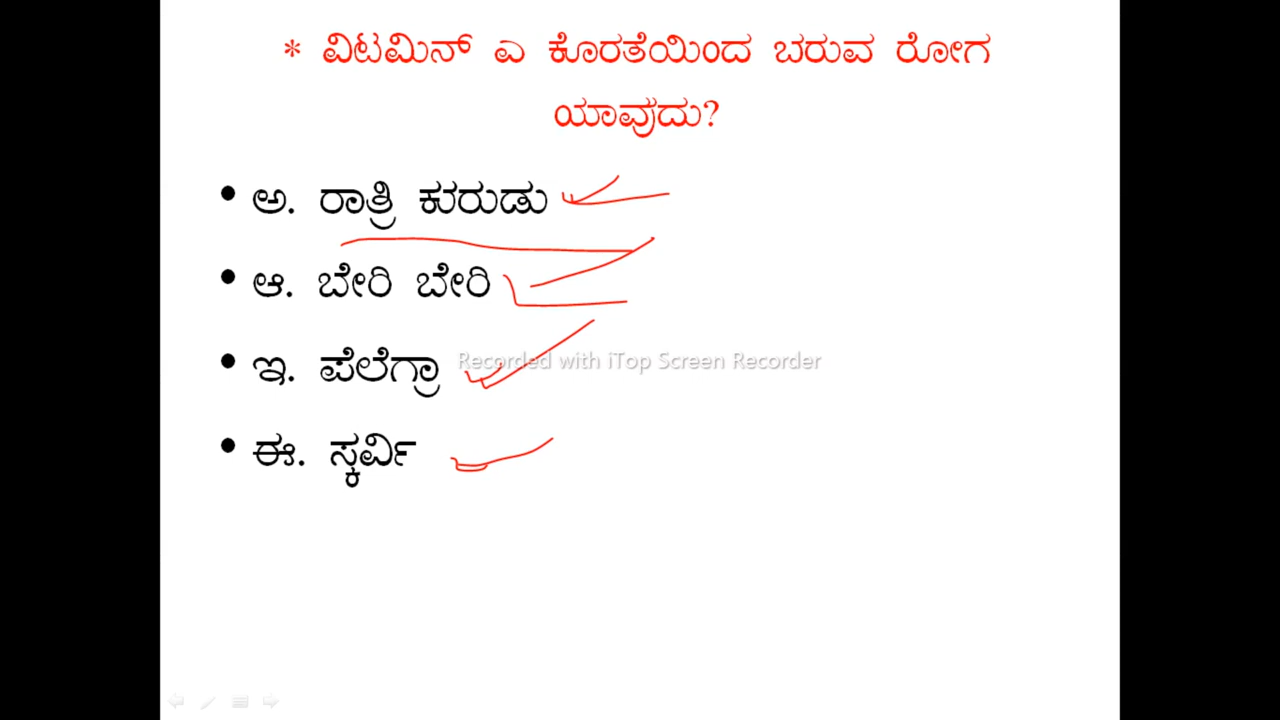 * ವಿಟಮಿನ್ ಎ ಕೊರತೆಯಿಂದ ಬರುವ ರೋಗ
ಯಾವುದು?
• ಅ. ರಾತ್ರಿ ಕುರುಡು
• ಆ. ಬೇರಿ ಬೇರಿ
• ಇ. ಪೆಲೆಗ್ರಾ
Recorded with iTop Screen Recorder
• ಈ. ಸ್ಕರ್ವಿ